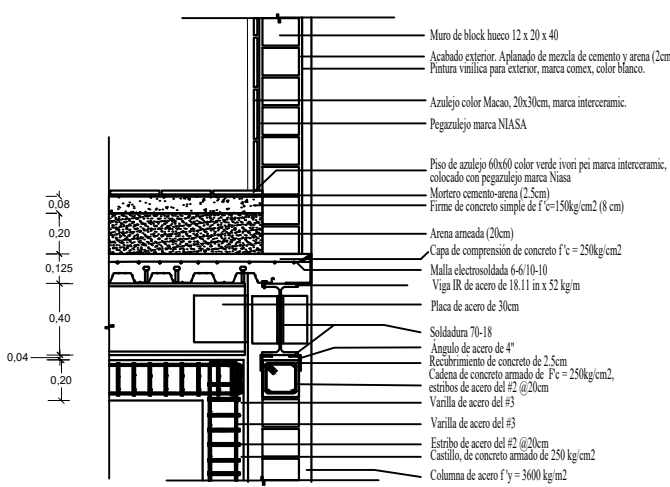 Muro de block hueco 12 x 20 x 40
Acabado exterior. Aplanado de mezcla de cemento y arena (2cm
Pintura vinílica para exterior, marca comex, color blanco.
Azulejo color Macao, 20x30cm, marca interceramic.
Pegazulejo marca NIASA
Piso de azulejo 60x60 color verde ivori pei marca interceramic,
colocado con pegazulejo marca Niasa
Mortero cemento-arena (2.5cm)
Firme de concreto simple de f 'c=150kg/cm2 (8 cm)
Arena arneada (20cm)
Capa de comprensión de concreto f 'c = 250kg/cm2
Malla electrosoldada 6-6/10-10
Viga IR de acero de 18.11 in x 52 kg/m
Placa de acero de 30cm
Soldadura 70-18
Ángulo de acero de 4"
Recubrimiento de concreto de 2.5cm
Cadena de concreto armado de F'c = 250kg/cm2,
estribos de acero del #2 @20cm
Varilla de acero del #3
Varilla de acero del #3
Estribo de acero del #2 @20cm
Castillo, de concreto armado de 250 kg/cm2
Columna de acero f 'y = 3600 kg/m2
0,08
0,20
0,125
0,40
0,04
0,20